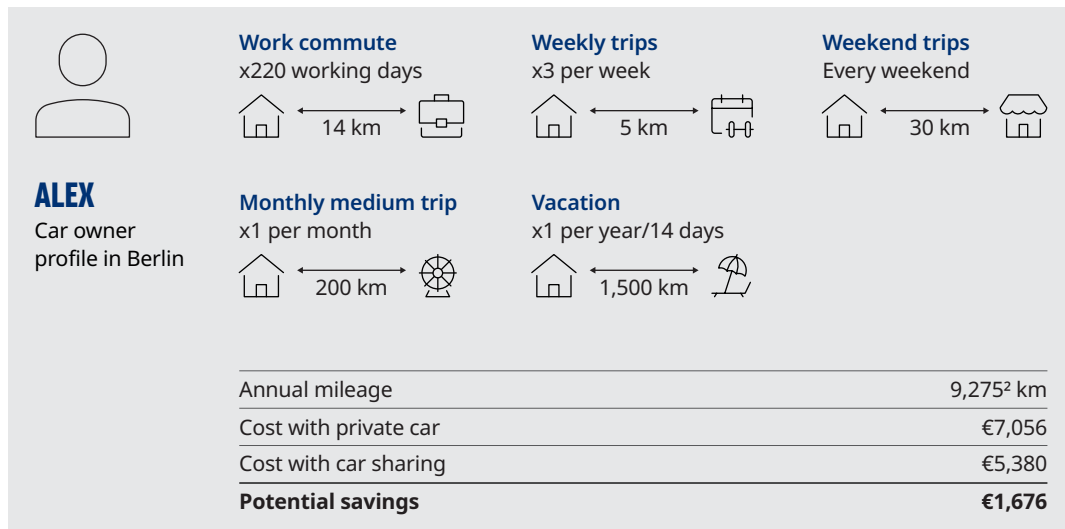 Work commute
x220 working days
14 km
Weekly trips
x3 per week
5 km
Weekend trips
Every weekend
30 km
ALEX
Car owner
profile in Berlin
Monthly medium trip
x1 per month
200 km
Vacation
x1 per year/14 days
1,500 km
Annual mileage 9,275² km
Cost with private car €7,056
Cost with car sharing €5,380
Potential savings €1,676